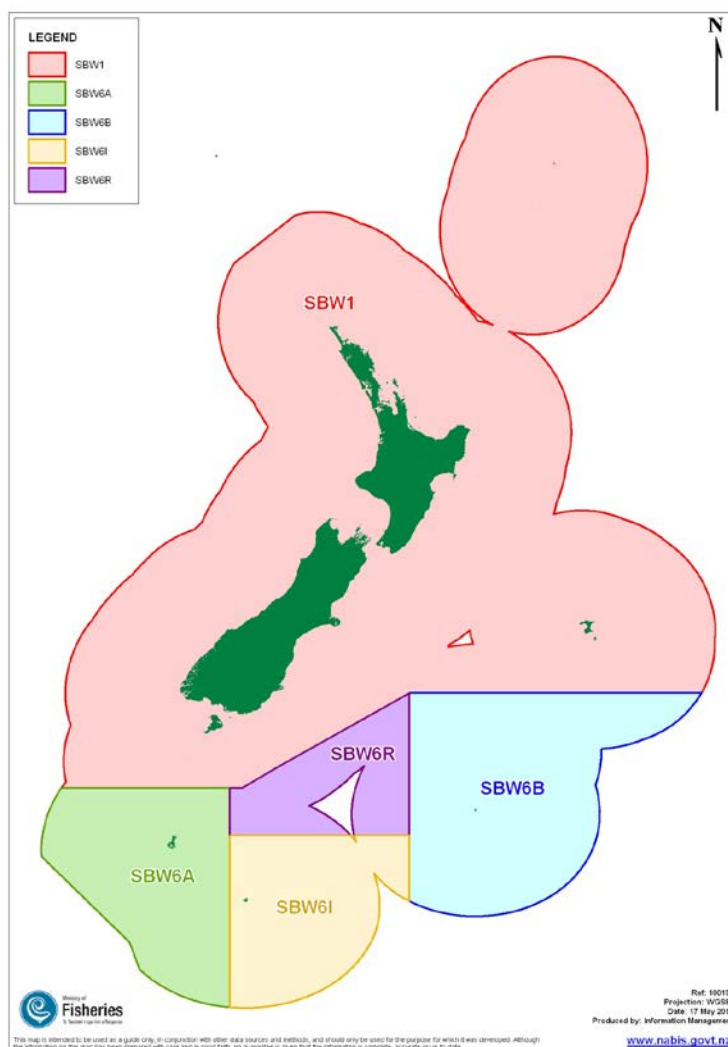 LEGEND
SBW1
SBW6A
SBW6B
SBW6I
SBW6R
N
SBW1
SBW6R
SBW6B
SBW6A
SBW6I
Ministry of
Fisheries
Projection:
Date: 17 May
Produced by: Information
www.nabis.govt.n
This map is intended to be used as a guide only, in conjunction with other data sources and methods, and should only be used for the purpose for which it was developed. Although